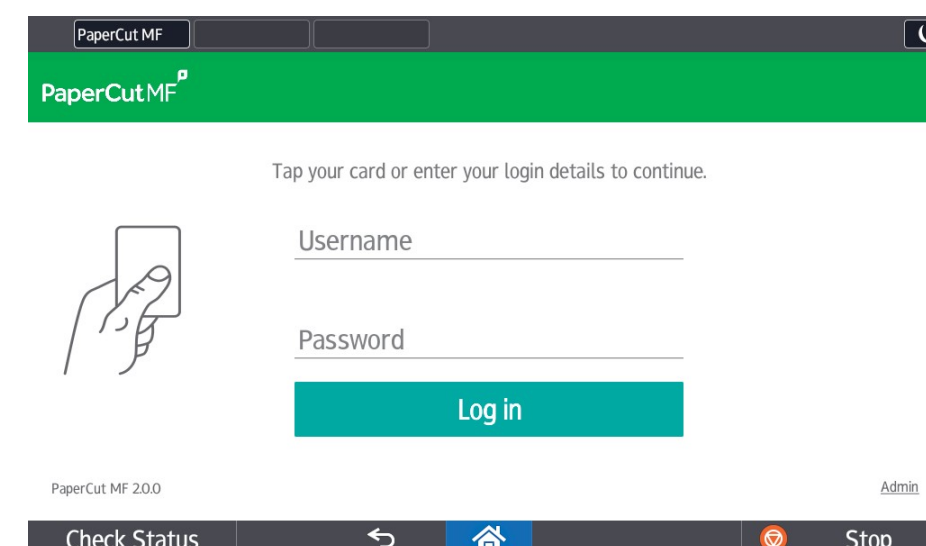 PaperCut MF
PaperCutMF
Tap your card or enter your login details to continue.
Username
Password
Log in
PaperCut MF 2.0.0
Admin
Check Status
Stop